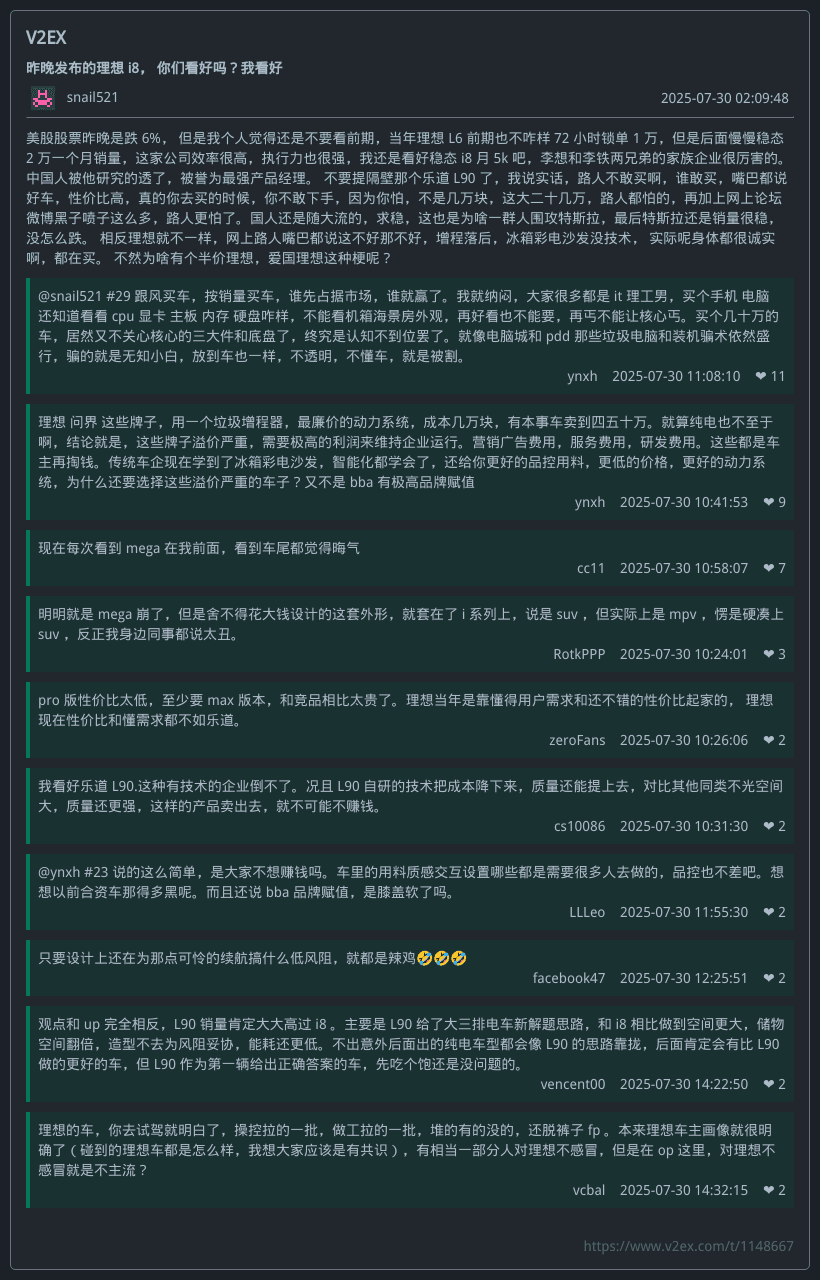 V2EX
昨晚发布的理想 i8， 你们看好吗？我看好
snail521 2025-07-30 02:09:48
美股股票昨晚是跌 6%， 但是我个人觉得还是不要看前期，当年理想 L6 前期也不咋样 72 小时锁单 1 万，但是后面慢慢稳态
2 万一个月销量，这家公司效率很高，执行力也很强，我还是看好稳态 i8 月 5k 吧，李想和李铁两兄弟的家族企业很厉害的。
中国人被他研究的透了，被誉为最强产品经理。 不要提隔壁那个乐道 L90 了，我说实话，路人不敢买啊，谁敢买，嘴巴都说
好车，性价比高，真的你去买的时候，你不敢下手，因为你怕，不是几万块，这大二十几万，路人都怕的，再加上网上论坛
微博黑子喷子这么多，路人更怕了。国人还是随大流的，求稳，这也是为啥一群人围攻特斯拉，最后特斯拉还是销量很稳，
没怎么跌。 相反理想就不一样，网上路人嘴巴都说这不好那不好，增程落后，冰箱彩电沙发没技术， 实际呢身体都很诚实
啊，都在买。 不然为啥有个半价理想，爱国理想这种梗呢？
@snail521 #29 跟风买车，按销量买车，谁先占据市场，谁就赢了。我就纳闷，大家很多都是 it 理工男，买个手机 电脑
还知道看看 cpu 显卡 主板 内存 硬盘咋样，不能看机箱海景房外观，再好看也不能要，再丐不能让核心丐。买个几十万的
车，居然又不关心核心的三大件和底盘了，终究是认知不到位罢了。就像电脑城和 pdd 那些垃圾电脑和装机骗术依然盛
行，骗的就是无知小白，放到车也一样，不透明，不懂车，就是被割。
ynxh 2025-07-30 11:08:10 ❤ 11
理想 问界 这些牌子，用一个垃圾增程器，最廉价的动力系统，成本几万块，有本事车卖到四五十万。就算纯电也不至于
啊，结论就是，这些牌子溢价严重，需要极高的利润来维持企业运行。营销广告费用，服务费用，研发费用。这些都是车
主再掏钱。传统车企现在学到了冰箱彩电沙发，智能化都学会了，还给你更好的品控用料，更低的价格，更好的动力系
统，为什么还要选择这些溢价严重的车子？又不是 bba 有极高品牌赋值
ynxh 2025-07-30 10:41:53 ❤ 9
现在每次看到 mega 在我前面，看到车尾都觉得晦气
cc11 2025-07-30 10:58:07 ❤ 7
明明就是 mega 崩了，但是舍不得花大钱设计的这套外形，就套在了 i 系列上，说是 suv ，但实际上是 mpv ，愣是硬凑上
suv ，反正我身边同事都说太丑。
RotkPPP 2025-07-30 10:24:01 ❤ 3
pro 版性价比太低，至少要 max 版本，和竞品相比太贵了。理想当年是靠懂得用户需求和还不错的性价比起家的， 理想
现在性价比和懂需求都不如乐道。
zeroFans 2025-07-30 10:26:06 ❤ 2
我看好乐道 L90.这种有技术的企业倒不了。况且 L90 自研的技术把成本降下来，质量还能提上去，对比其他同类不光空间
大，质量还更强，这样的产品卖出去，就不可能不赚钱。
cs10086 2025-07-30 10:31:30 ❤ 2
@ynxh #23 说的这么简单，是大家不想赚钱吗。车里的用料质感交互设置哪些都是需要很多人去做的，品控也不差吧。想
想以前合资车那得多黑呢。而且还说 bba 品牌赋值，是膝盖软了吗。
LLLeo 2025-07-30 11:55:30 ❤ 2
只要设计上还在为那点可怜的续航搞什么低风阻，就都是辣鸡🤣🤣🤣
facebook47 2025-07-30 12:25:51 ❤ 2
观点和 up 完全相反，L90 销量肯定大大高过 i8 。主要是 L90 给了大三排电车新解题思路，和 i8 相比做到空间更大，储物
空间翻倍，造型不去为风阻妥协，能耗还更低。不出意外后面出的纯电车型都会像 L90 的思路靠拢，后面肯定会有比 L90
做的更好的车，但 L90 作为第一辆给出正确答案的车，先吃个饱还是没问题的。
vencent00 2025-07-30 14:22:50 ❤ 2
理想的车，你去试驾就明白了，操控拉的一批，做工拉的一批，堆的有的没的，还脱裤子 fp 。本来理想车主画像就很明
确了（碰到的理想车都是怎么样，我想大家应该是有共识），有相当一部分人对理想不感冒，但是在 op 这里，对理想不
感冒就是不主流？
vcbal 2025-07-30 14:32:15 ❤ 2
https://www.v2ex.com/t/1148667